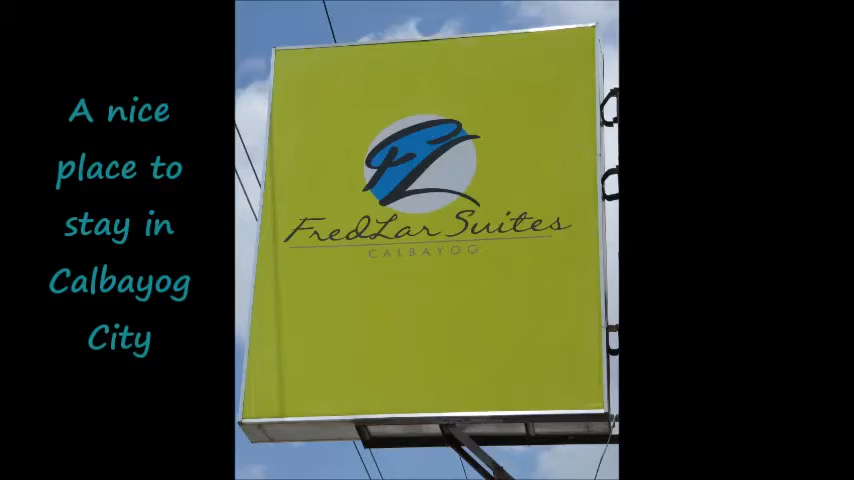 A nice
place to
stay in
Calbayog
City
FredLar Suites
CALBAYOG